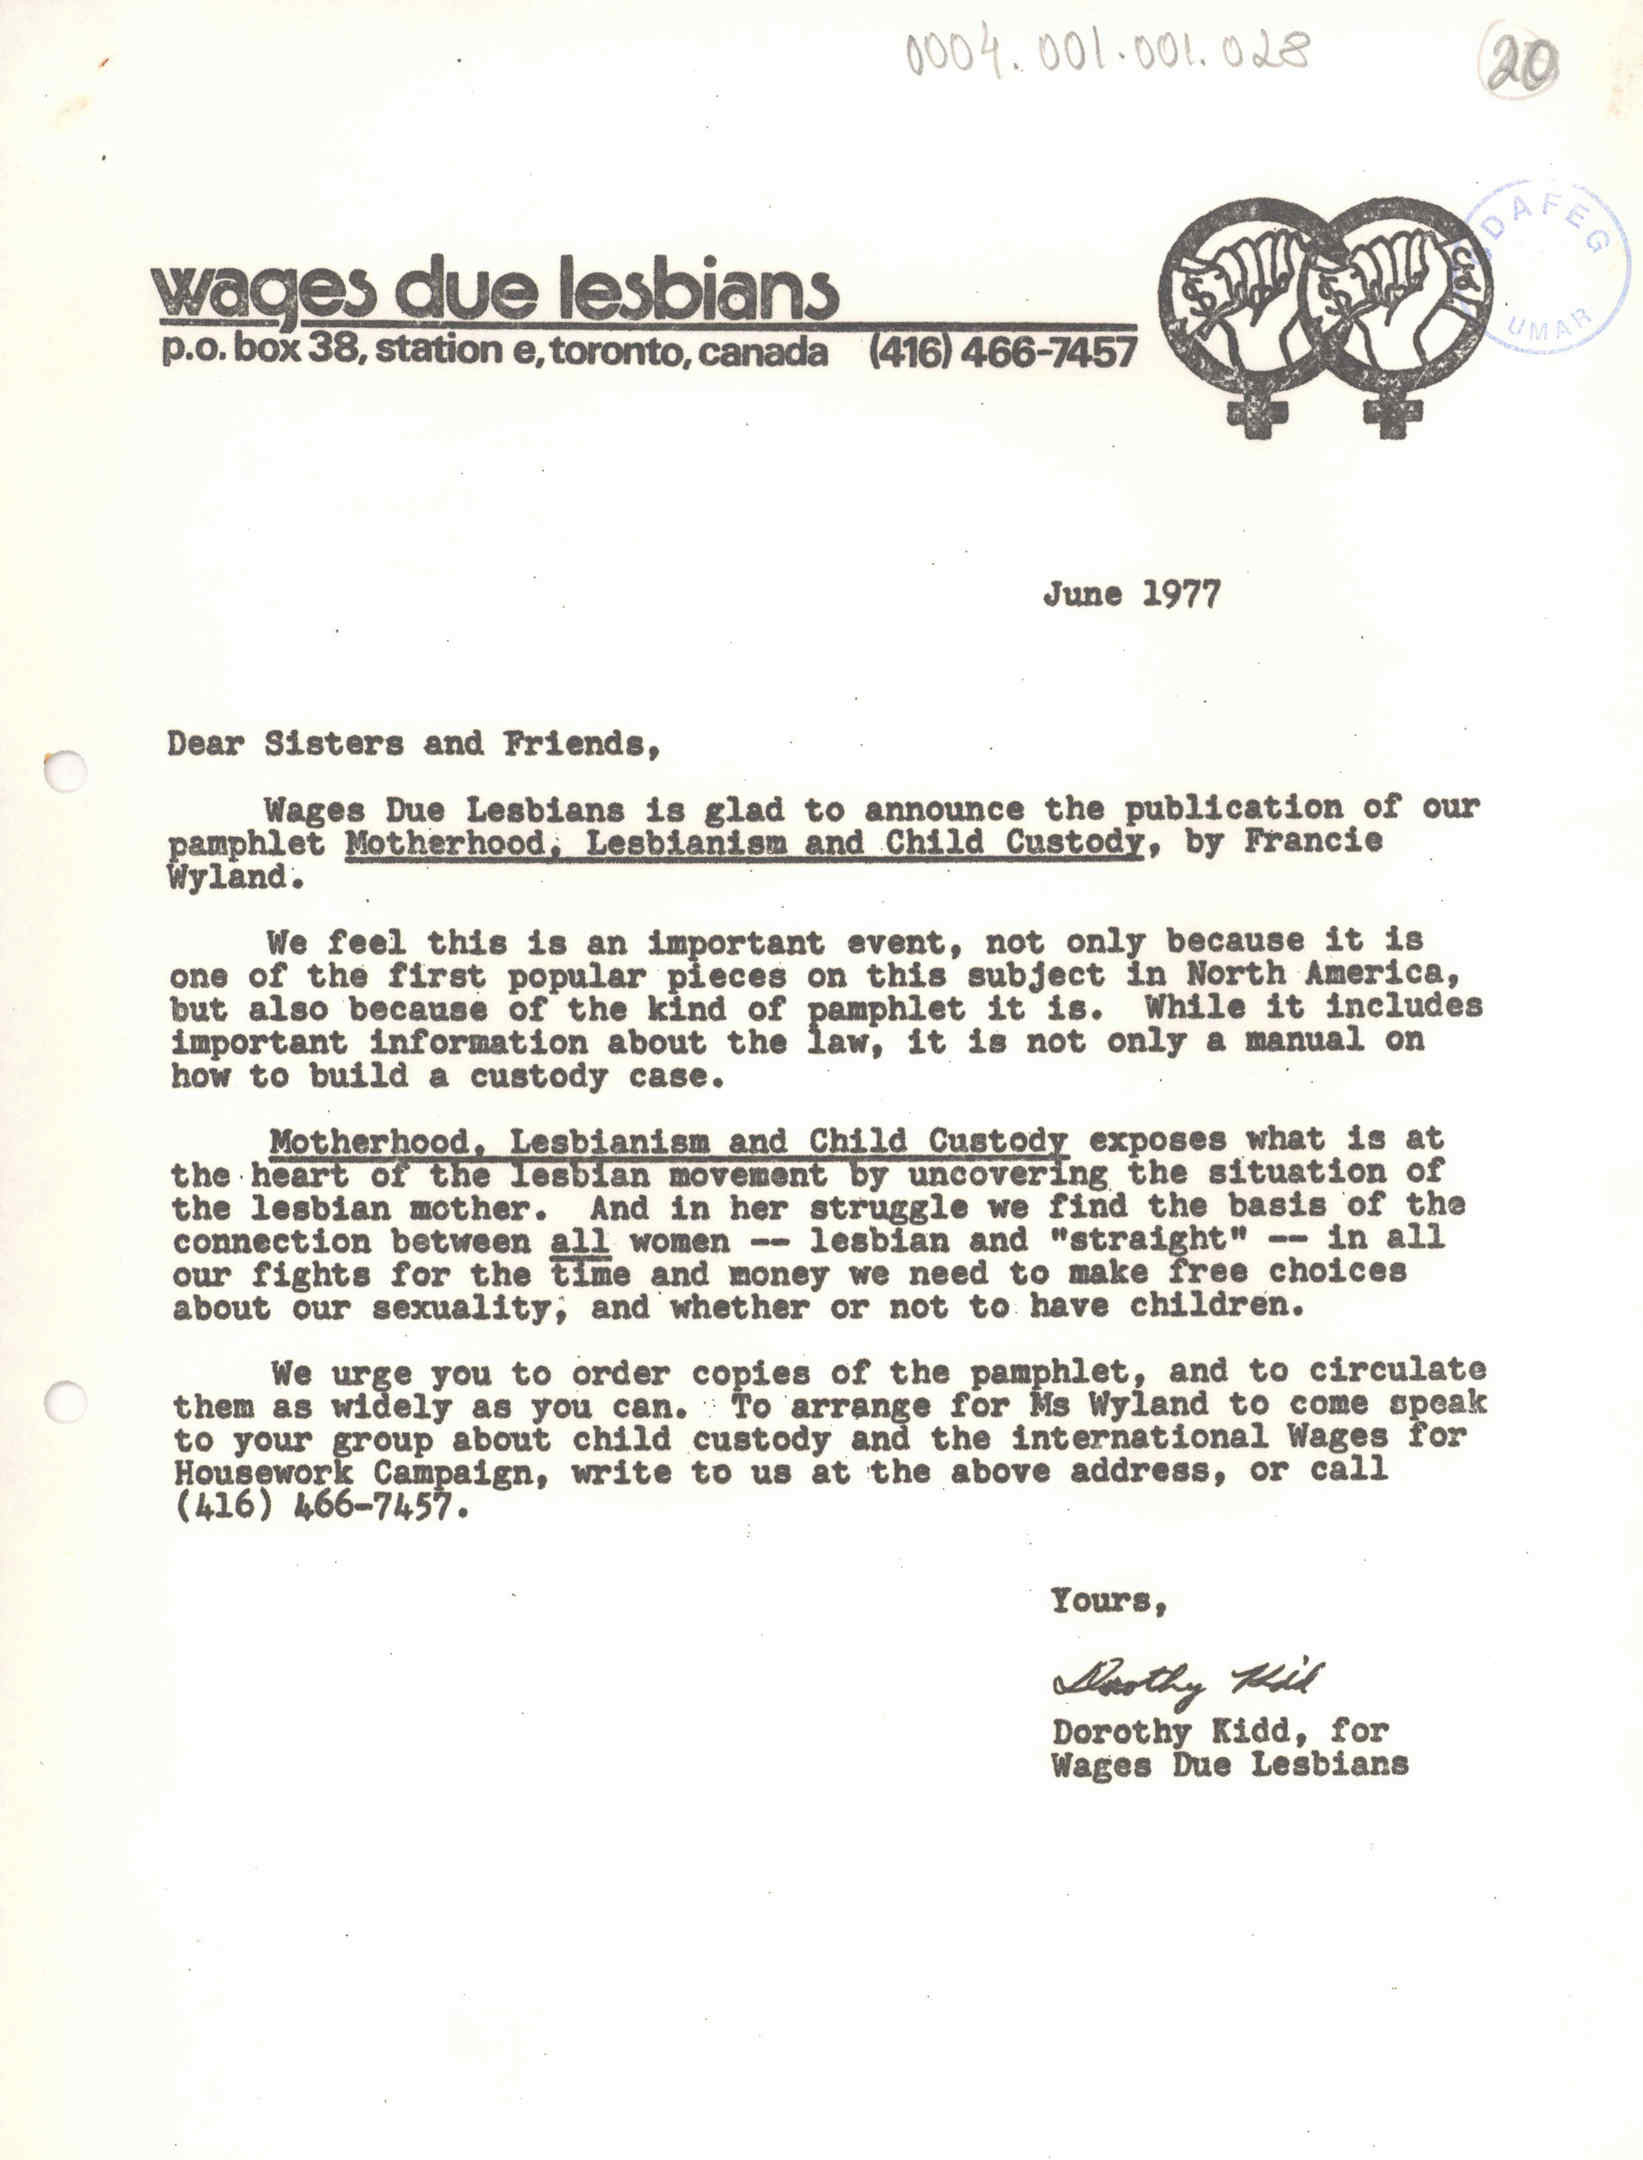 0004.001.001.028
20
wages due lesbians
p.o. box 38, station e, toronto, canada (416) 466-7457
DAFEG
UMAR
June 1977
Dear Sisters and Friends,
Wages Due Lesbians is glad to announce the publication of our
pamphlet Motherhood, Lesbianism and Child Custody, by Francie
Wyland.
We feel this is an important event, not only because it is
one of the first popular pieces on this subject in North America,
but also because of the kind of pamphlet it is. While it includes
important information about the law, it is not only a manual on
how to build a custody case.
Motherhood, Lesbianism and Child Custody exposes what is at
the heart of the lesbian movement by uncovering the situation of
the lesbian mother. And in her struggle we find the basis of the
connection between all women -- lesbian and "straight" -- in all
our fights for the time and money we need to make free choices
about our sexuality, and whether or not to have children.
We urge you to order copies of the pamphlet, and to circulate
them as widely as you can. To arrange for Ms Wyland to come speak
to your group about child custody and the international Wages for
Housework Campaign, write to us at the above address, or call
(416) 466-7457.
Yours,
Dorothy Kidd
Dorothy Kidd, for
Wages Due Lesbians